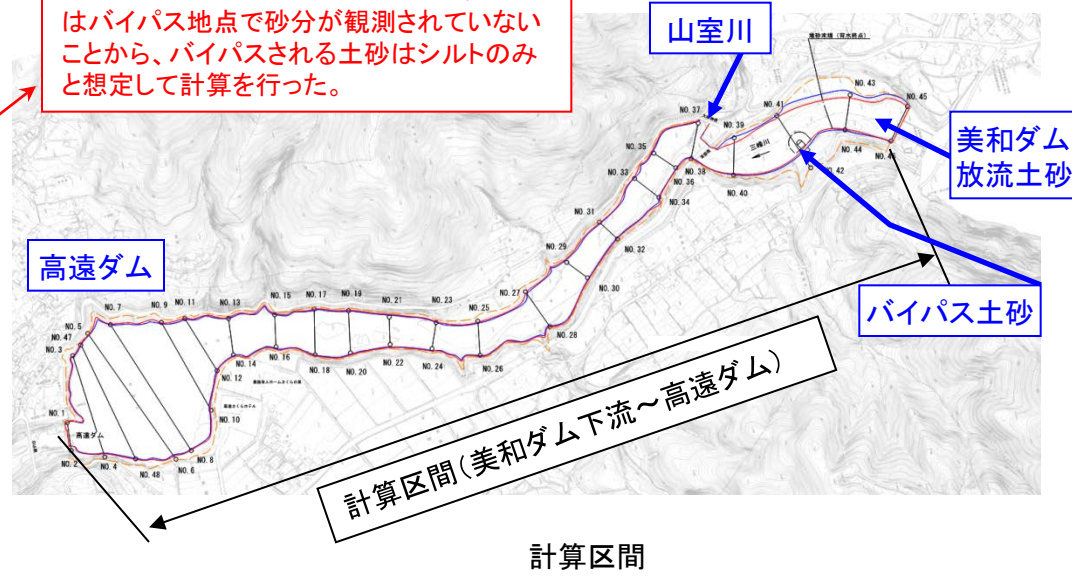 はバイパス地点で砂分が観測されていない
ことから、バイパスされる土砂はシルトのみ
と想定して計算を行った。
山室川
美和ダム
放流土砂
バイパス土砂
高遠ダム
三峰川
高遠ダム
計算区間(美和ダム下流～高遠ダム)
NO. 1
NO. 2
NO. 3
NO. 4
NO. 5
NO. 6
NO. 7
NO. 8
NO. 9
NO. 10
NO. 11
NO. 12
NO. 13
NO. 14
NO. 15
NO. 16
NO. 17
NO. 18
NO. 19
NO. 20
NO. 21
NO. 22
NO. 23
NO. 24
NO. 25
NO. 26
NO. 27
NO. 28
NO. 29
NO. 30
NO. 31
NO. 32
NO. 33
NO. 34
NO. 35
NO. 36
NO. 37
NO. 38
NO. 39
NO. 40
NO. 41
NO. 42
NO. 43
NO. 44
NO. 45
NO. 47
NO. 48
計算区間